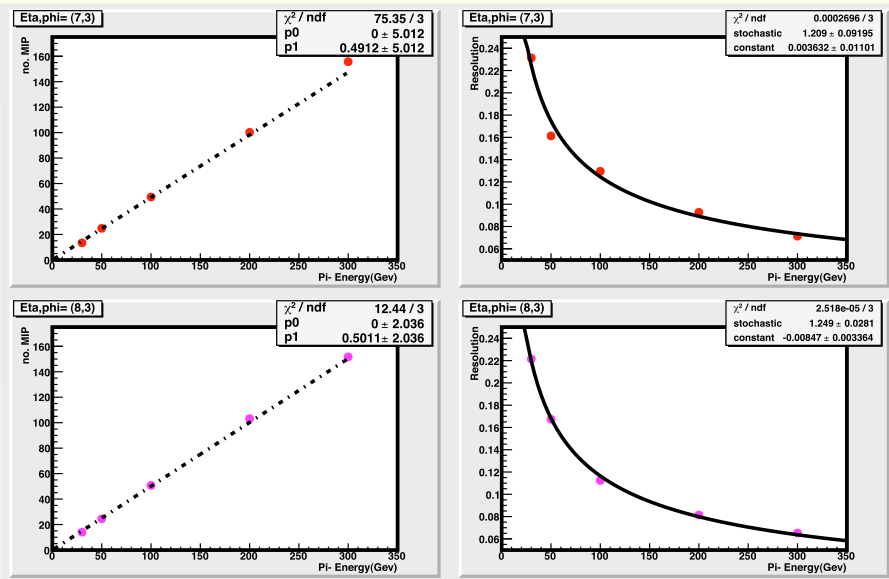 Eta,phi= (7,3)
χ² / ndf 75.35 / 3
p0 0 ± 5.012
p1 0.4912 ± 5.012
no. MIP
160
140
120
100
80
60
40
20
0
0 50 100 150 200 250 300 350
Pi- Energy(Gev)
Eta,phi= (7,3)
χ² / ndf 0.0002696 / 3
stochastic 1.209 ± 0.09195
constant 0.003632 ± 0.01101
Resolution
0.24
0.22
0.2
0.18
0.16
0.14
0.12
0.1
0.08
0.06
0 50 100 150 200 250 300 350
Pi- Energy(Gev)
Eta,phi= (8,3)
χ² / ndf 12.44 / 3
p0 0 ± 2.036
p1 0.5011 ± 2.036
no. MIP
160
140
120
100
80
60
40
20
0
0 50 100 150 200 250 300 350
Pi- Energy(Gev)
Eta,phi= (8,3)
χ² / ndf 2.518e-05 / 3
stochastic 1.249 ± 0.0281
constant -0.00847 ± 0.003364
Resolution
0.24
0.22
0.2
0.18
0.16
0.14
0.12
0.1
0.08
0.06
0 50 100 150 200 250 300 350
Pi- Energy(Gev)